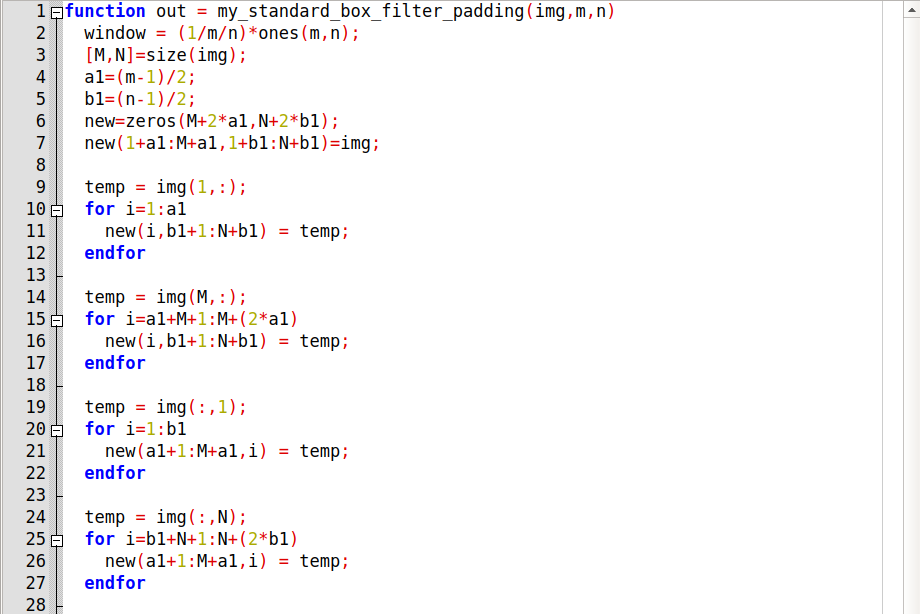 1 function out = my_standard_box_filter_padding(img,m,n)
2 window = (1/m/n)*ones(m,n);
3 [M,N]=size(img);
4 a1=(m-1)/2;
5 b1=(n-1)/2;
6 new=zeros(M+2*a1,N+2*b1);
7 new(1+a1:M+a1,1+b1:N+b1)=img;
8
9 temp = img(1,:);
10 for i=1:a1
11 new(i,b1+1:N+b1) = temp;
12 endfor
13
14 temp = img(M,:);
15 for i=a1+M+1:M+(2*a1)
16 new(i,b1+1:N+b1) = temp;
17 endfor
18
19 temp = img(:,1);
20 for i=1:b1
21 new(a1+1:M+a1,i) = temp;
22 endfor
23
24 temp = img(:,N);
25 for i=b1+N+1:N+(2*b1)
26 new(a1+1:M+a1,i) = temp;
27 endfor
28